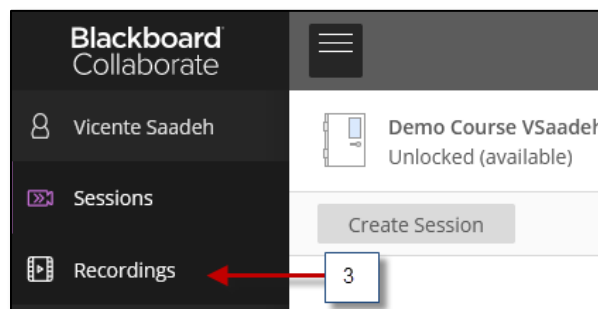 Blackboard
Collaborate
Vicente Saadeh
Demo Course VSaadeh
Unlocked (available)
Sessions
Create Session
Recordings
3